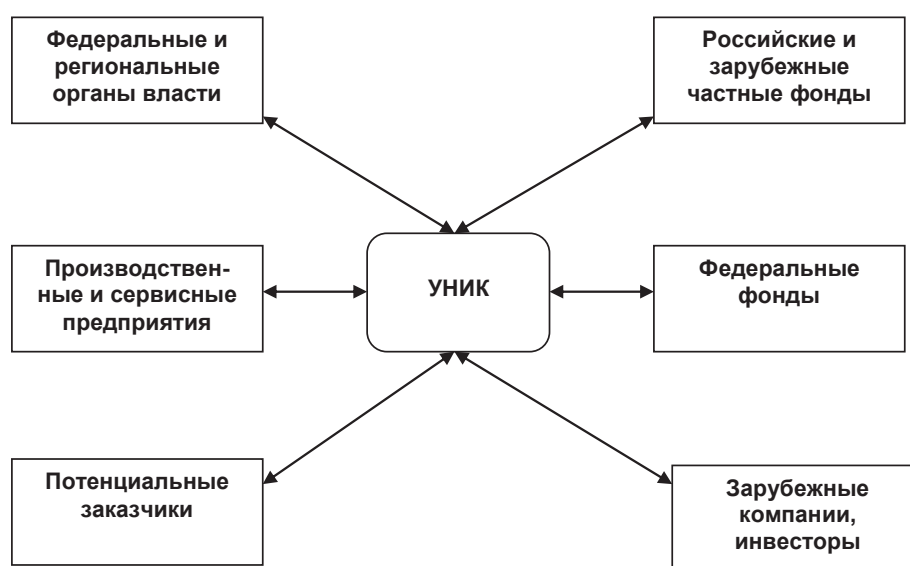 Федеральные и
региональные
органы власти
Российские и
зарубежные
частные фонды
Производствен-
ные и сервисные
предприятия
УНИК
Федеральные
фонды
Потенциальные
заказчики
Зарубежные
компании,
инвесторы